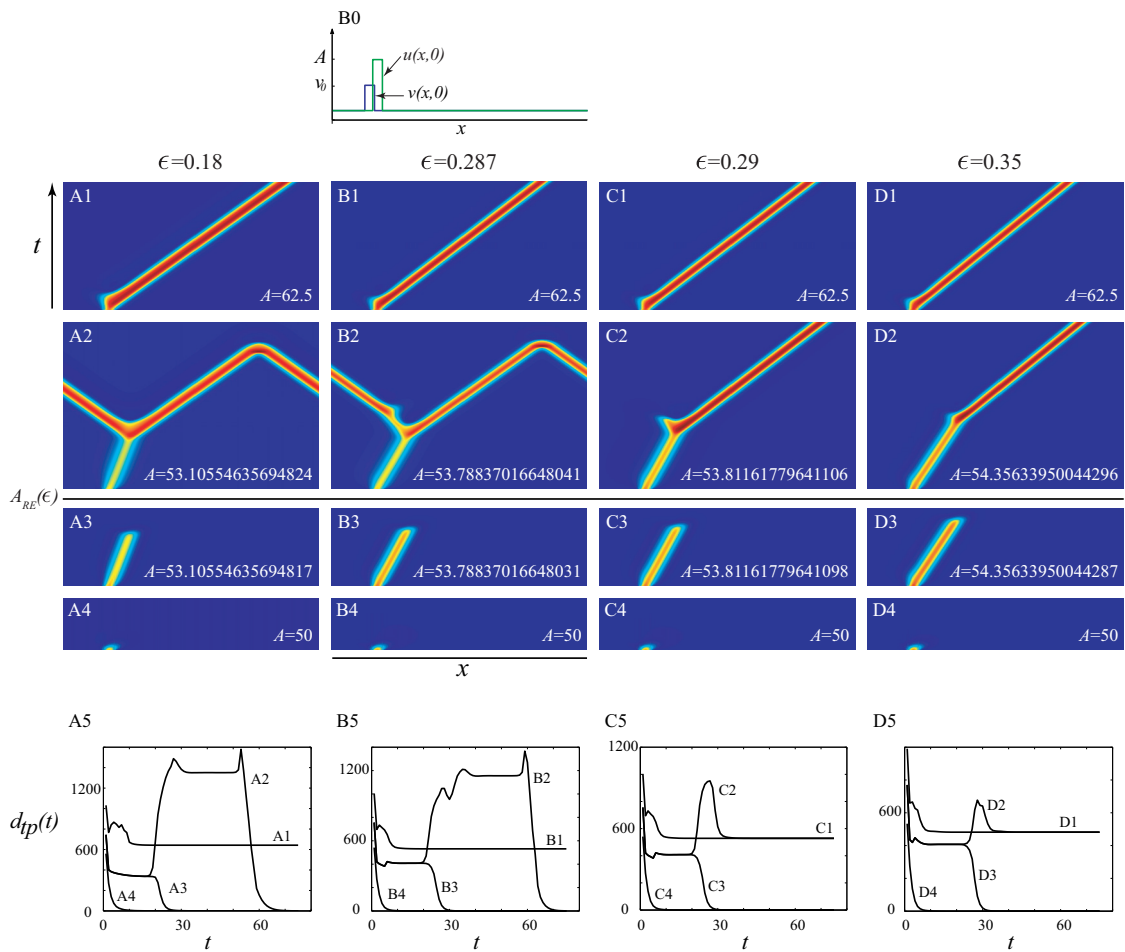 B0
A
v₀
u(x,0)
v(x,0)
x
ϵ=0.18
ϵ=0.287
ϵ=0.29
ϵ=0.35
t
A1
A=62.5
B1
A=62.5
C1
A=62.5
D1
A=62.5
A2
A=53.10554635694824
B2
A=53.78837016648041
C2
A=53.81161779641106
D2
A=54.35633950044296
A_RE(ϵ)
A3
A=53.10554635694817
B3
A=53.78837016648031
C3
A=53.81161779641098
D3
A=54.35633950044287
A4
A=50
B4
A=50
C4
A=50
D4
A=50
x
A5
B5
C5
D5
d_tp(t)
1200
600
0
A2
A1
A4
A3
0
30
60
t
1200
600
0
B2
B1
B4
B3
0
30
60
t
1200
600
0
C2
C1
C4
C3
0
30
60
t
1200
600
0
D2
D1
D4
D3
0
30
60
t